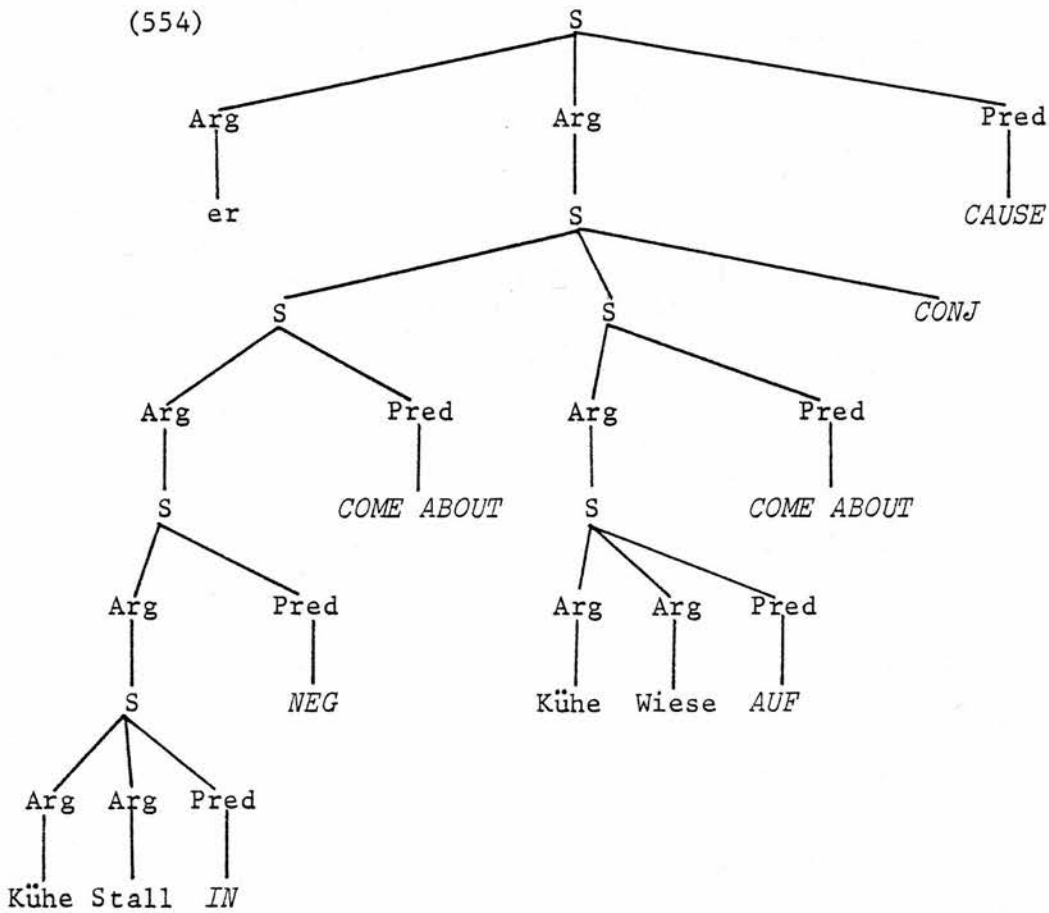 (554)
S
Arg Arg Pred
er S CAUSE
S S CONJ
Arg Pred Arg Pred
S COME ABOUT S COME ABOUT
Arg Pred Arg Arg Pred
S NEG Kühe Wiese AUF
Arg Arg Pred
Kühe Stall IN